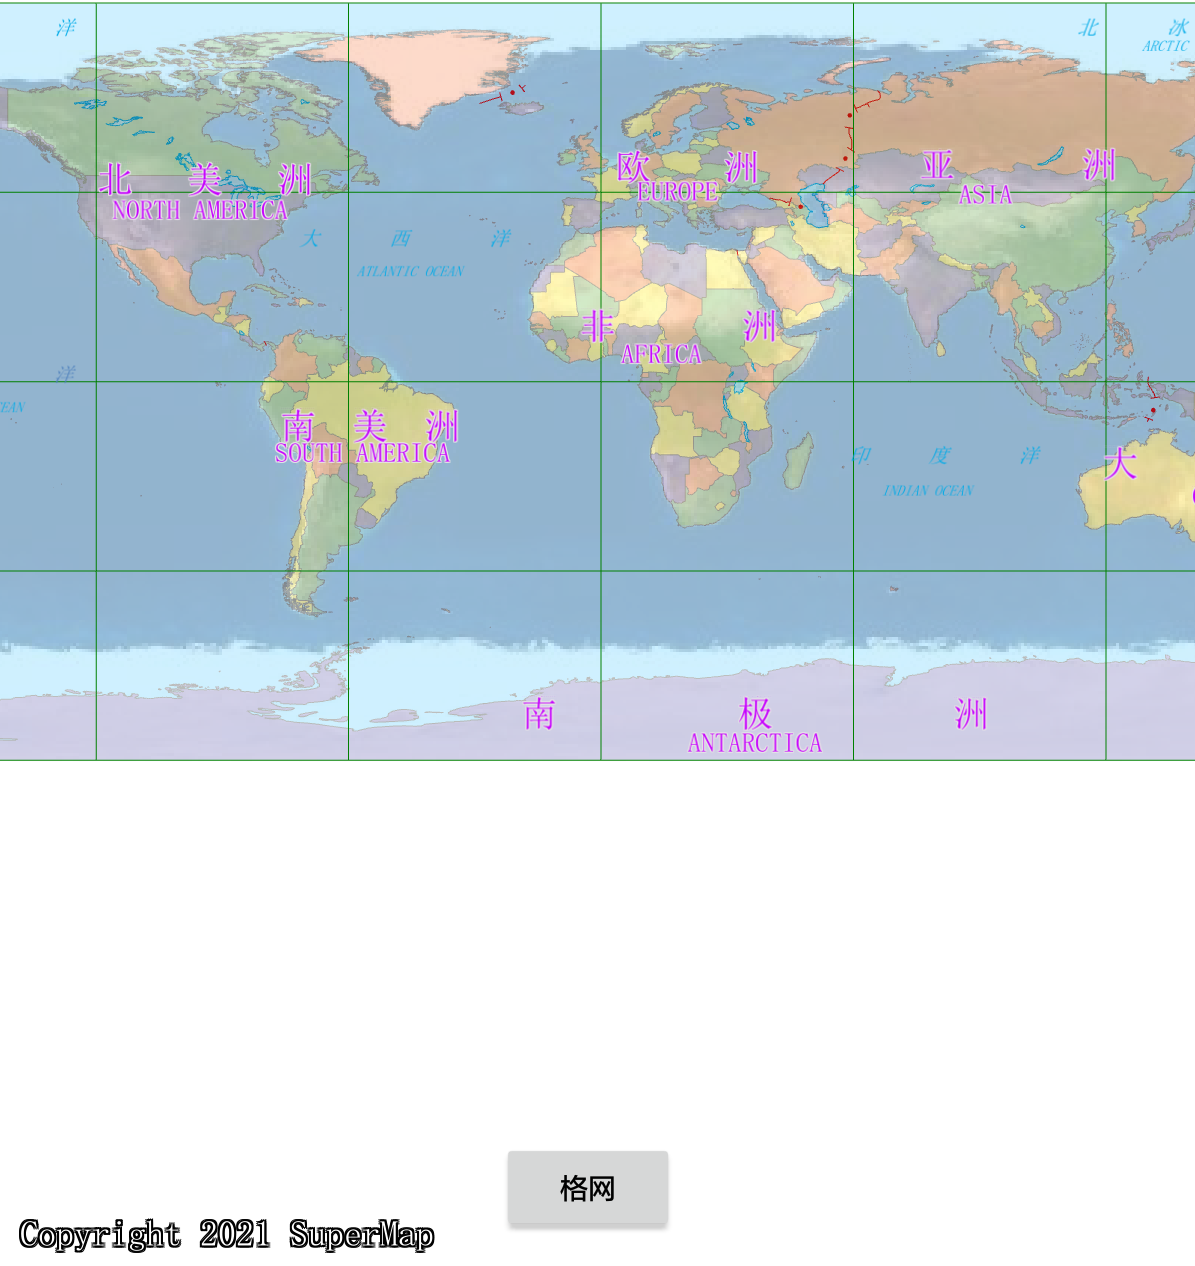 洋
北 冰
ARCTIC
北 美 洲
NORTH AMERICA
欧 洲
EUROPE
亚 洲
ASIA
大 西 洋
ATLANTIC OCEAN
非 洲
AFRICA
洋
EAN
南 美 洲
SOUTH AMERICA
印 度 洋
INDIAN OCEAN
大
南 极 洲
ANTARCTICA
格网
Copyright 2021 SuperMap